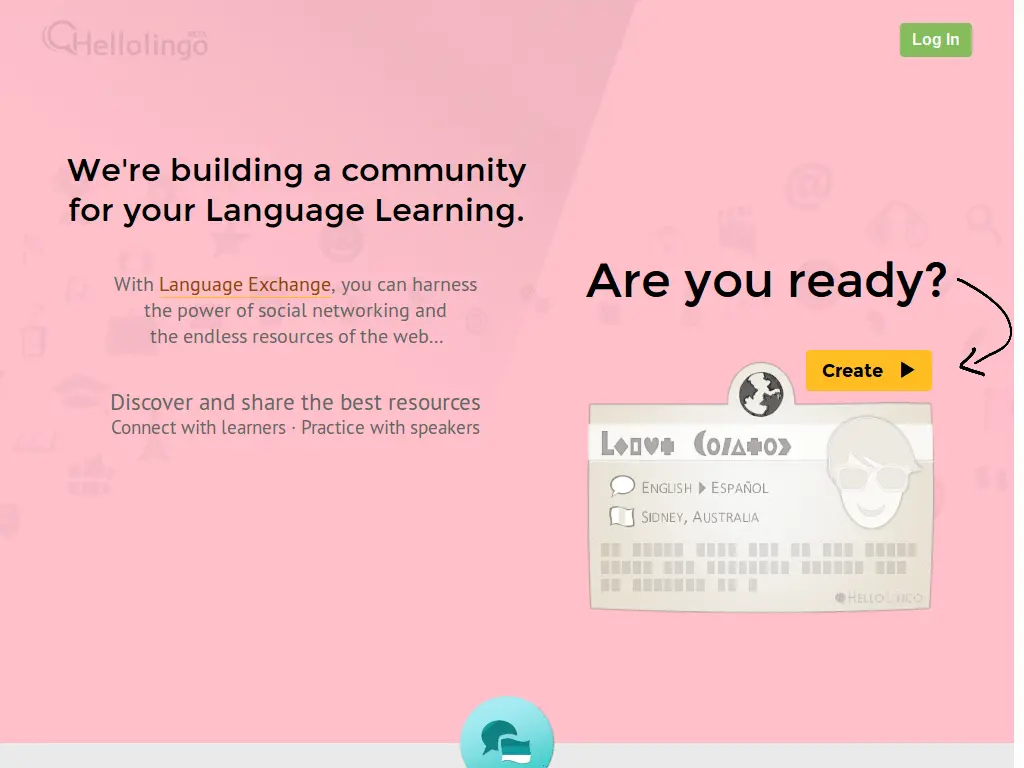 Hellolingo BETA
Log In
We're building a community
for your Language Learning.
With Language Exchange, you can harness
the power of social networking and
the endless resources of the web...
Discover and share the best resources
Connect with learners · Practice with speakers
Are you ready?
Create
ENGLISH ▸ ESPAÑOL
SIDNEY, AUSTRALIA
HELLOLINGO